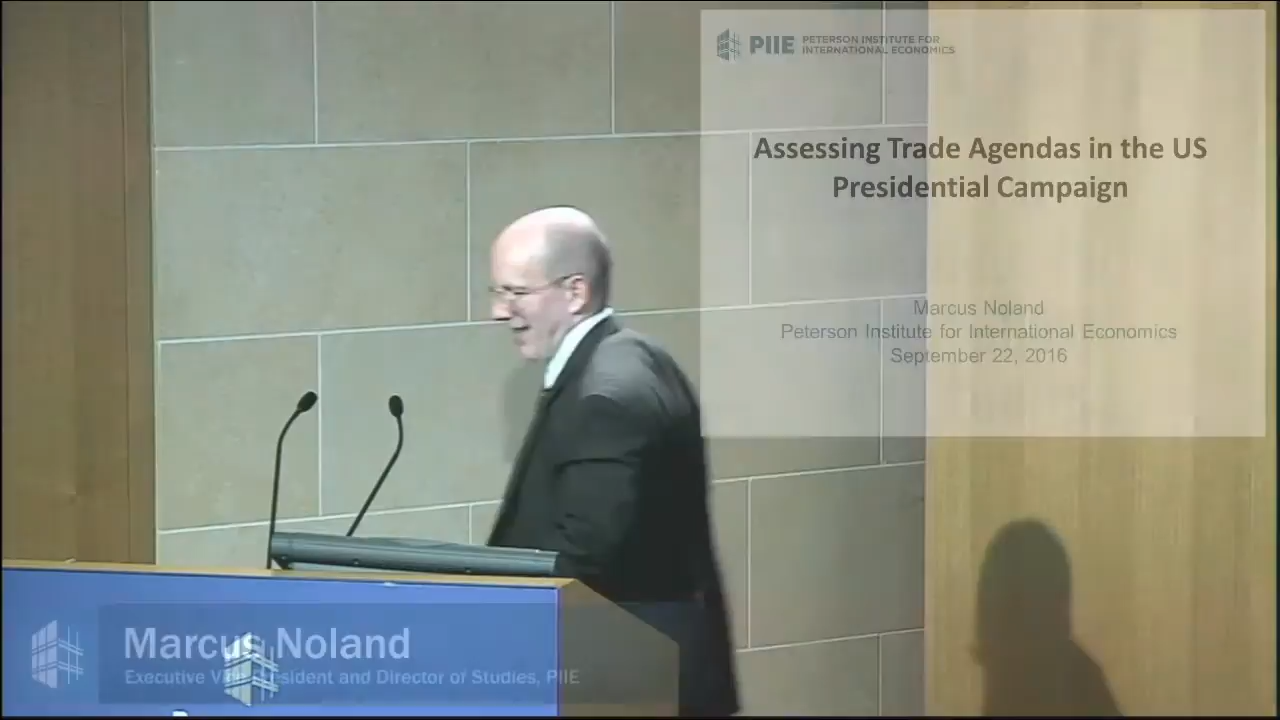 PIIE PETERSON INSTITUTE FOR
INTERNATIONAL ECONOMICS
Assessing Trade Agendas in the US
Presidential Campaign
Marcus Noland
Peterson Institute for International Economics
September 22, 2016
Marcus Noland
Executive Vice President and Director of Studies, PIIE